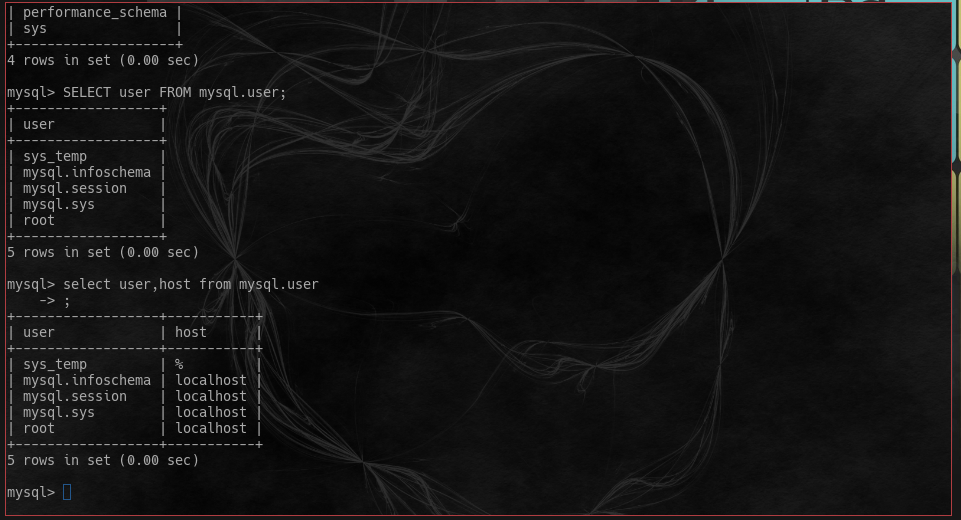 | performance_schema |
| sys                |
+--------------------+
4 rows in set (0.00 sec)
mysql> SELECT user FROM mysql.user;
+------------------+
| user             |
+------------------+
| sys_temp         |
| mysql.infoschema |
| mysql.session    |
| mysql.sys        |
| root             |
+------------------+
5 rows in set (0.00 sec)
mysql> select user,host from mysql.user
    -> ;
+------------------+-----------+
| user             | host      |
+------------------+-----------+
| sys_temp         | %         |
| mysql.infoschema | localhost |
| mysql.session    | localhost |
| mysql.sys        | localhost |
| root             | localhost |
+------------------+-----------+
5 rows in set (0.00 sec)
mysql>